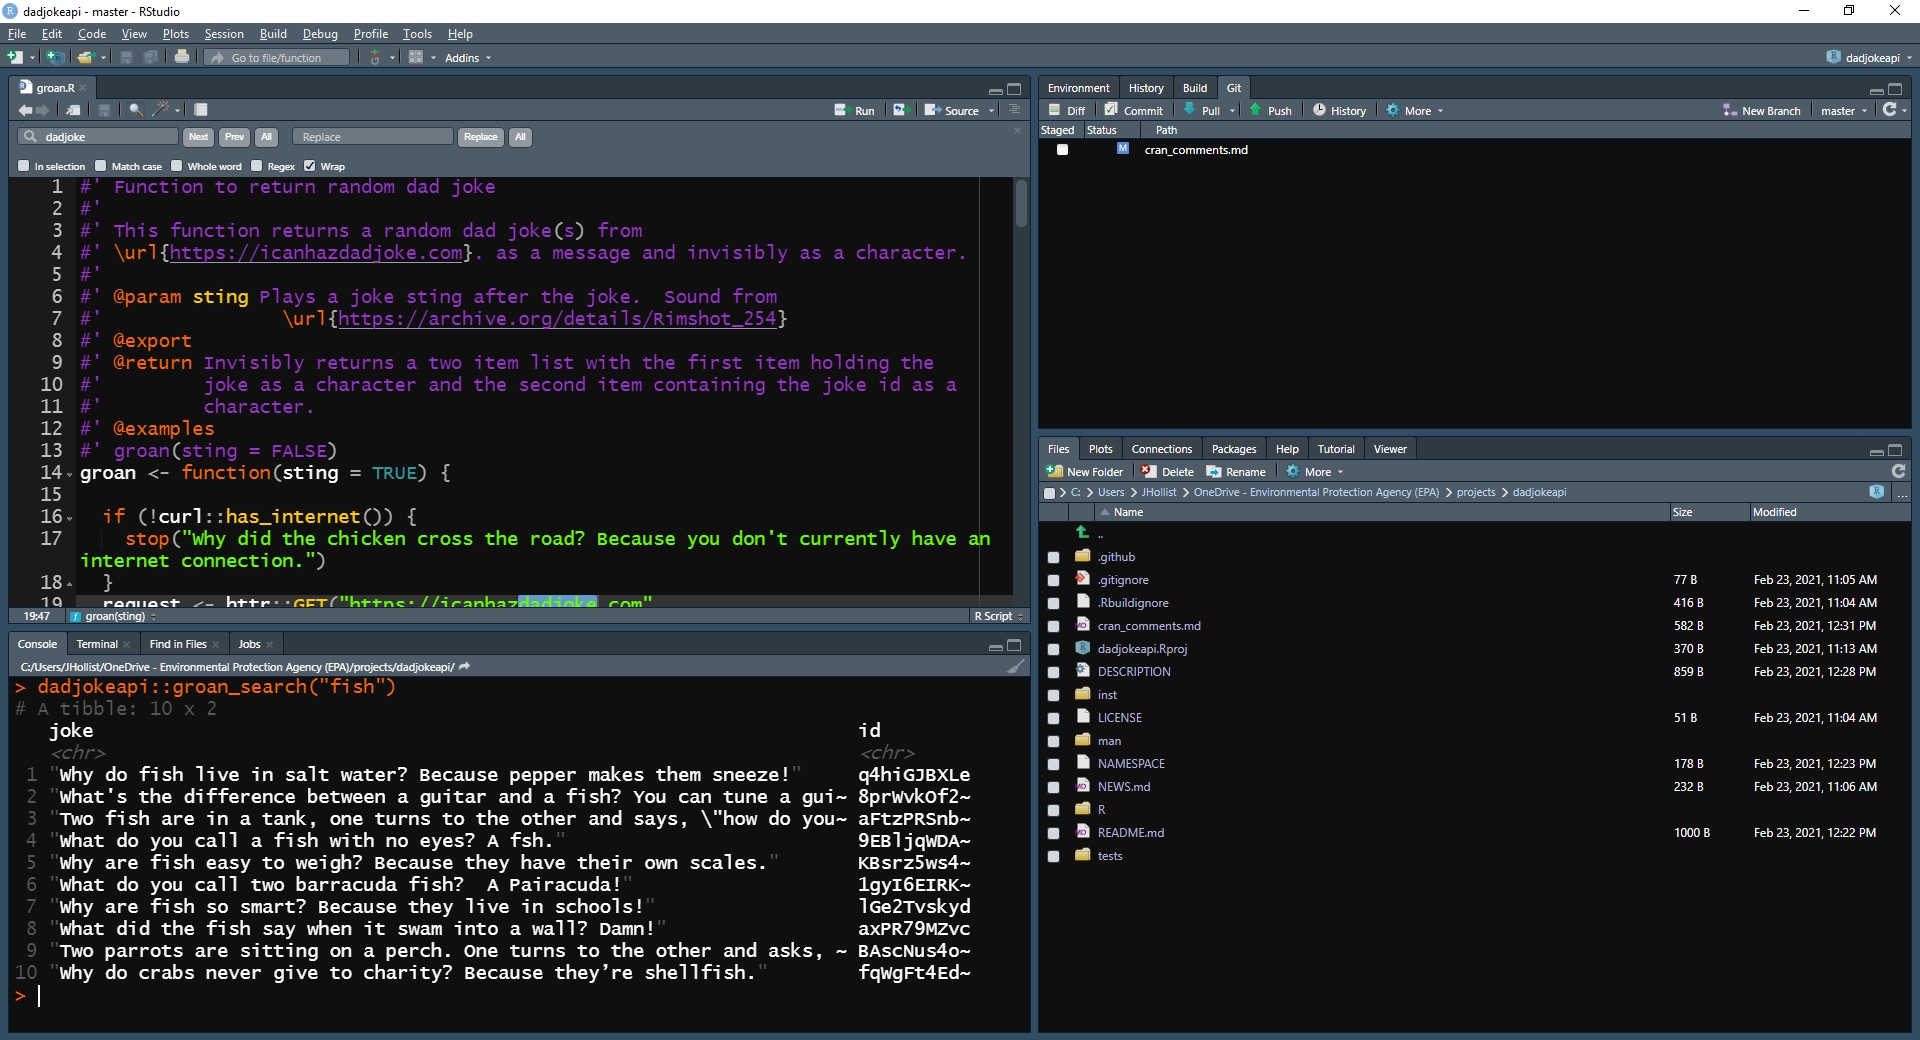 dadjokeapi - master - RStudio
File Edit Code View Plots Session Build Debug Profile Tools Help
Go to file/function Addins dadjokeapi
groan.R
Run Source
dadjoke Next Prev All Replace Replace All
In selection Match case Whole word Regex Wrap
1 #' Function to return random dad joke
2 #'
3 #' This function returns a random dad joke(s) from
4 #' \url{https://icanhazdadjoke.com}. as a message and invisibly as a character.
5 #'
6 #' @param sting Plays a joke sting after the joke.  Sound from
7 #' \url{https://archive.org/details/Rimshot_254}
8 #' @export
9 #' @return Invisibly returns a two item list with the first item holding the
10 #' joke as a character and the second item containing the joke id as a
11 #' character.
12 #' @examples
13 #' groan(sting = FALSE)
14 groan <- function(sting = TRUE) {
15
16 if (!curl::has_internet()) {
17 stop("Why did the chicken cross the road? Because you don't currently have an
internet connection.")
18 }
19 request <- httr::GET("https://icanhazdadjoke.com"
19:47 groan(sting) R Script
Console Terminal Find in Files Jobs
C:/Users/JHollist/OneDrive - Environmental Protection Agency (EPA)/projects/dadjokeapi/
> dadjokeapi::groan_search("fish")
# A tibble: 10 x 2
joke id
<chr> <chr>
1 "Why do fish live in salt water? Because pepper makes them sneeze!" q4hiGJBXLe
2 "What's the difference between a guitar and a fish? You can tune a gui~ 8prWvkOf2~
3 "Two fish are in a tank, one turns to the other and says, \"how do you~ aFtzPRSnb~
4 "What do you call a fish with no eyes? A fsh." 9EBljqWDA~
5 "Why are fish easy to weigh? Because they have their own scales." KBsrz5Ws4~
6 "What do you call two barracuda fish?  A Pairacuda!" 1gyI6EIRK~
7 "Why are fish so smart? Because they live in schools!" lGe2Tvskyd
8 "What did the fish say when it swam into a wall? Damn!" axPR79MZvc
9 "Two parrots are sitting on a perch. One turns to the other and asks, ~ BAscNus4o~
10 "Why do crabs never give to charity? Because they’re shellfish." fqWgFt4Ed~
>
Environment History Build Git
Diff Commit Pull Push History More New Branch master
Staged Status Path
M cran_comments.md
Files Plots Connections Packages Help Tutorial Viewer
New Folder Delete Rename More
C: > Users > JHollist > OneDrive - Environmental Protection Agency (EPA) > projects > dadjokeapi ...
Name Size Modified
..
.github
.gitignore 77 B Feb 23, 2021, 11:05 AM
.Rbuildignore 416 B Feb 23, 2021, 11:04 AM
cran_comments.md 582 B Feb 23, 2021, 12:31 PM
dadjokeapi.Rproj 370 B Feb 23, 2021, 11:13 AM
DESCRIPTION 859 B Feb 23, 2021, 12:28 PM
inst
LICENSE 51 B Feb 23, 2021, 11:04 AM
man
NAMESPACE 178 B Feb 23, 2021, 12:23 PM
NEWS.md 232 B Feb 23, 2021, 11:06 AM
R
README.md 1000 B Feb 23, 2021, 12:22 PM
tests